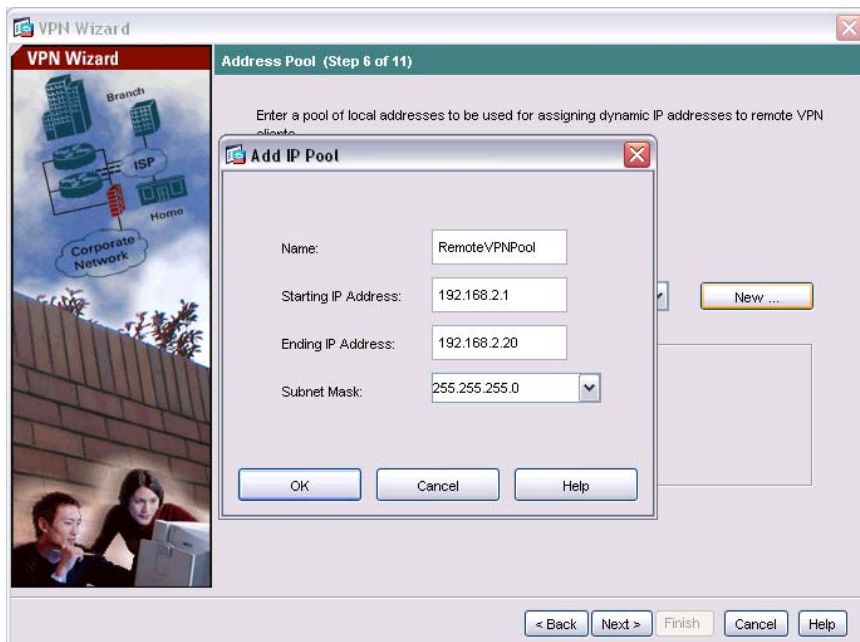 VPN Wizard
VPN Wizard
Branch
ISP
Home
Corporate
Network
Address Pool (Step 6 of 11)
Enter a pool of local addresses to be used for assigning dynamic IP addresses to remote VPN
clients.
Add IP Pool
Name:
RemoteVPNPool
Starting IP Address:
192.168.2.1
Ending IP Address:
192.168.2.20
Subnet Mask:
255.255.255.0
OK
Cancel
Help
New ...
< Back
Next >
Finish
Cancel
Help